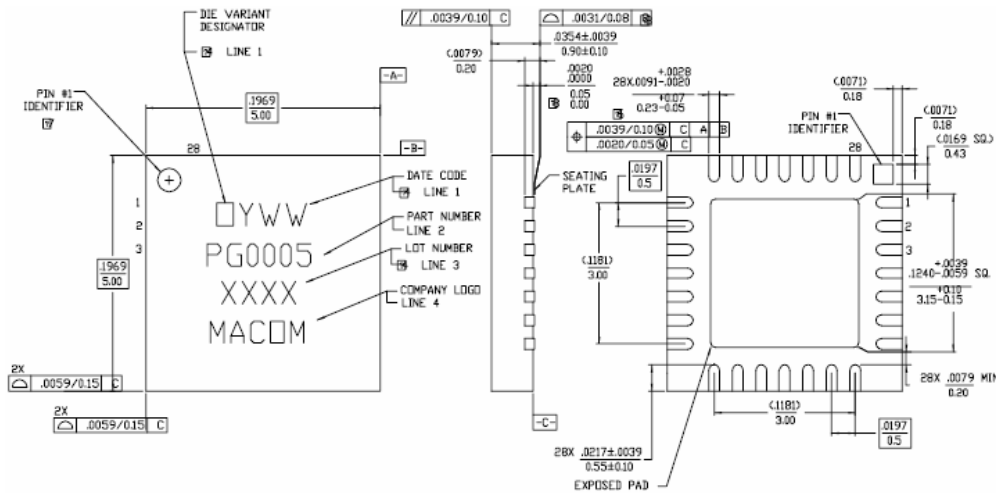 DIE VARIANT
DESIGNATOR
LINE 1
PIN #1
IDENTIFIER
.1969
5.00
-A-
28
-B-
1
2
3
.1969
5.00
YWW
PG0005
XXXX
MACOM
DATE CODE
LINE 1
PART NUMBER
LINE 2
LOT NUMBER
LINE 3
COMPANY LOGO
LINE 4
2X
.0059/0.15 C
2X
.0059/0.15 C
// .0039/0.10 C
.0031/0.08
.0354±.0039
0.90±0.10
(.0079)
0.20
.0020
.0000
0.05
0.00
SEATING
PLATE
-C-
+.0028
28X.0091-.0020
+0.07
0.23-0.05
.0039/0.10 Ⓜ C A B
.0020/0.05 Ⓜ C
.0197
0.5
(.0071)
0.18
PIN #1
IDENTIFIER
28
(.0071)
0.18
(.0169 SQ.)
0.43
1
2
3
(.1181)
3.00
+.0039
.1240-.0059 SQ.
+0.10
3.15-0.15
28X .0079 MIN
0.20
(.1181)
3.00
.0197
0.5
28X .0217±.0039
0.55±0.10
EXPOSED PAD